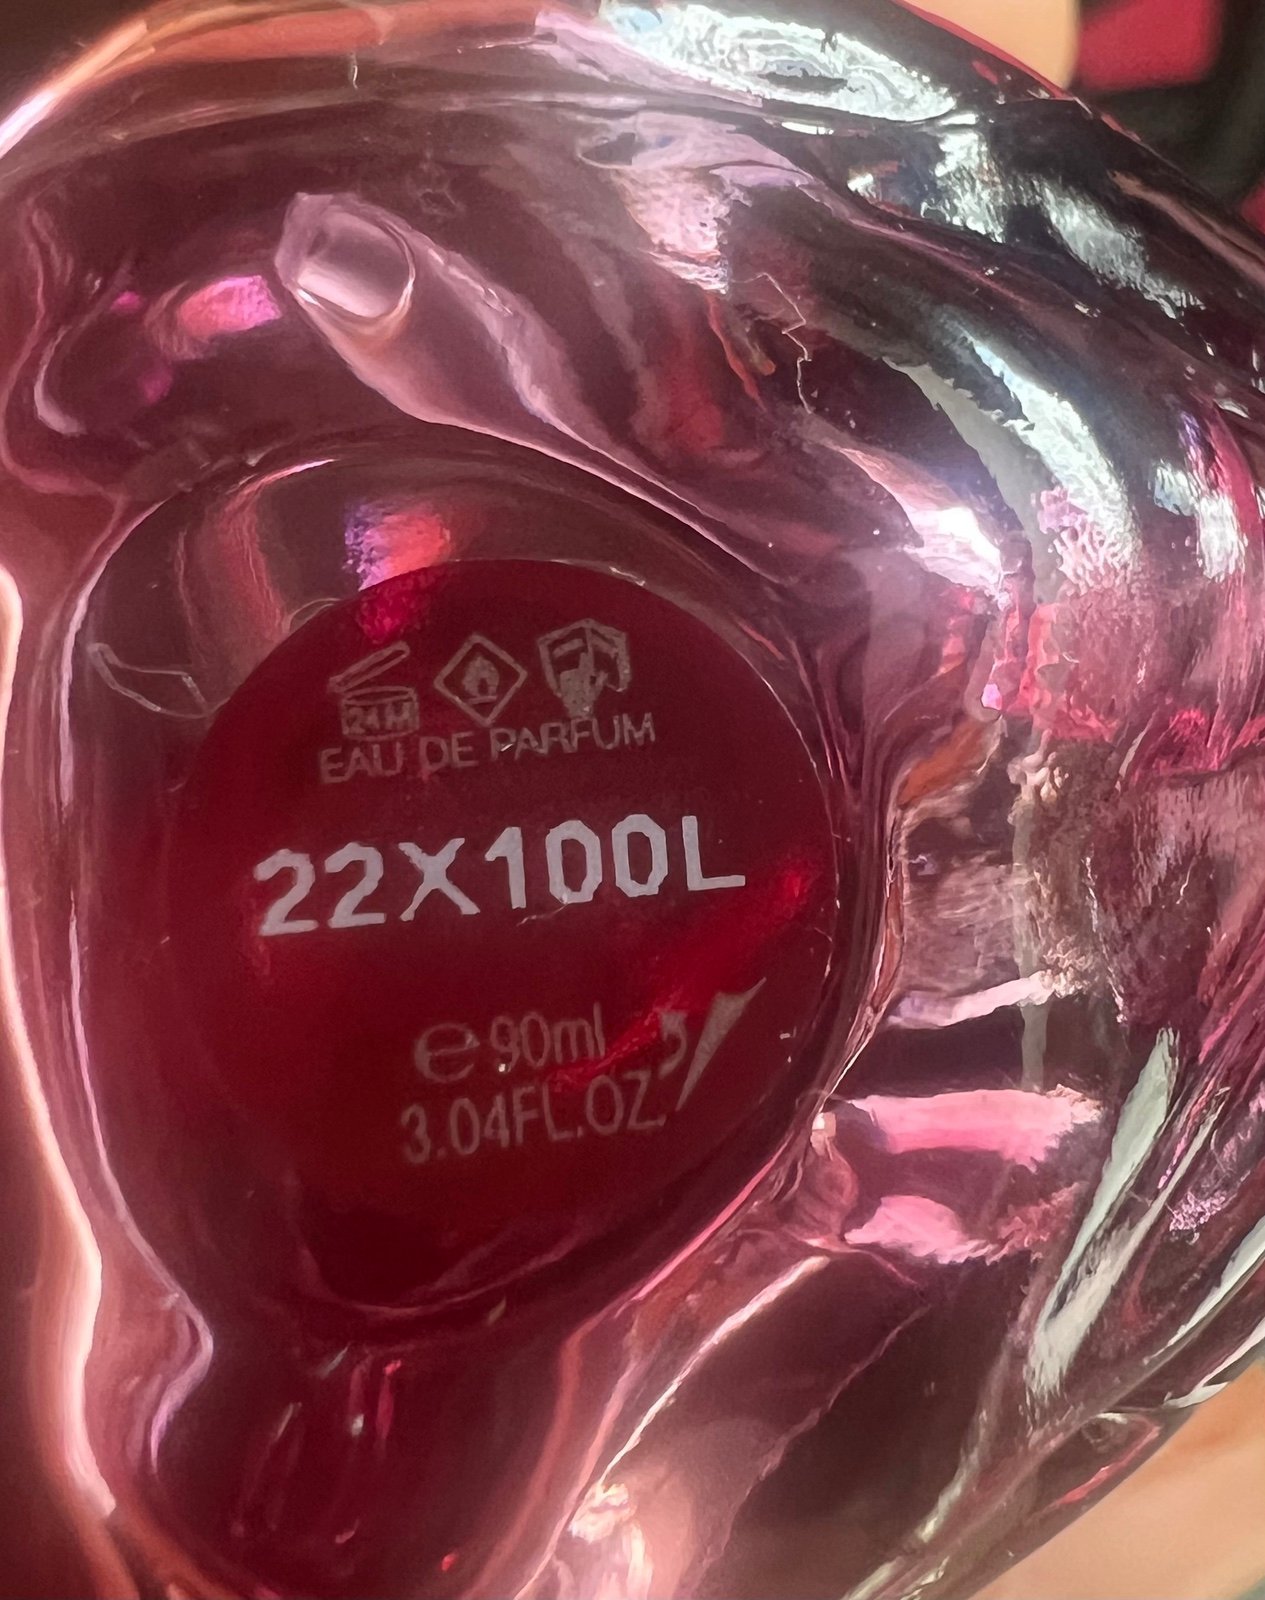 24M
EAU DE PARFUM
22X100L
℮90ml
3.04FL.OZ